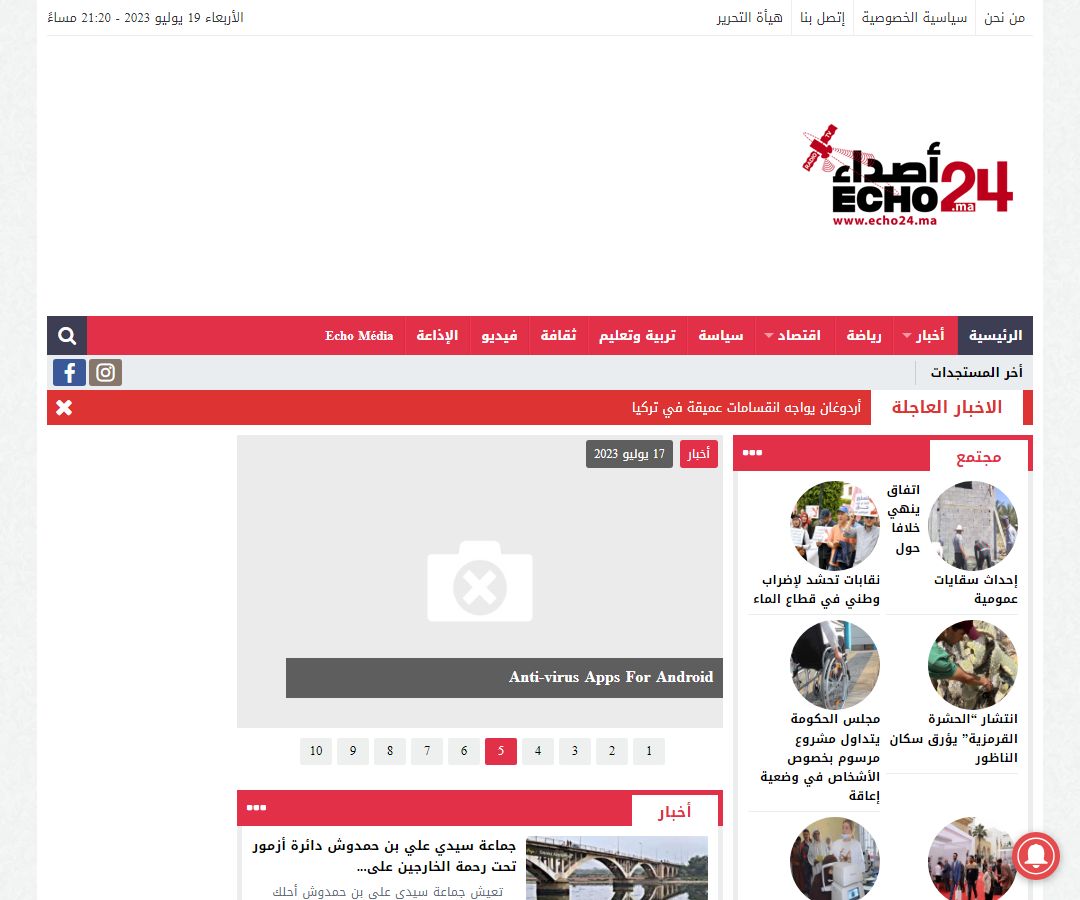 من نحن
سياسية الخصوصية
إتصل بنا
هيأة التحرير
الأربعاء 19 يوليو 2023 - 21:20 مساءً
RADIO TV
أصداء
ECHO24
.ma
www.echo24.ma
الرئيسية
أخبار
رياضة
اقتصاد
سياسة
تربية وتعليم
ثقافة
فيديو
الإذاعة
Echo Média
أخر المستجدات
الاخبار العاجلة
أردوغان يواجه انقسامات عميقة في تركيا
مجتمع
اتفاق
ينهي
خلافا
حول
إحداث سقايات
عمومية
نقابات تحشد لإضراب
وطني في قطاع الماء
انتشار “الحشرة
القرمزية” يؤرق سكان
الناظور
مجلس الحكومة
يتداول مشروع
مرسوم بخصوص
الأشخاص في وضعية
إعاقة
أخبار
17 يوليو 2023
Anti-virus Apps For Android
1 2 3 4 5 6 7 8 9 10
أخبار
جماعة سيدي علي بن حمدوش دائرة أزمور
تحت رحمة الخارجين على...
تعيش جماعة سيدي علي بن حمدوش أحلك